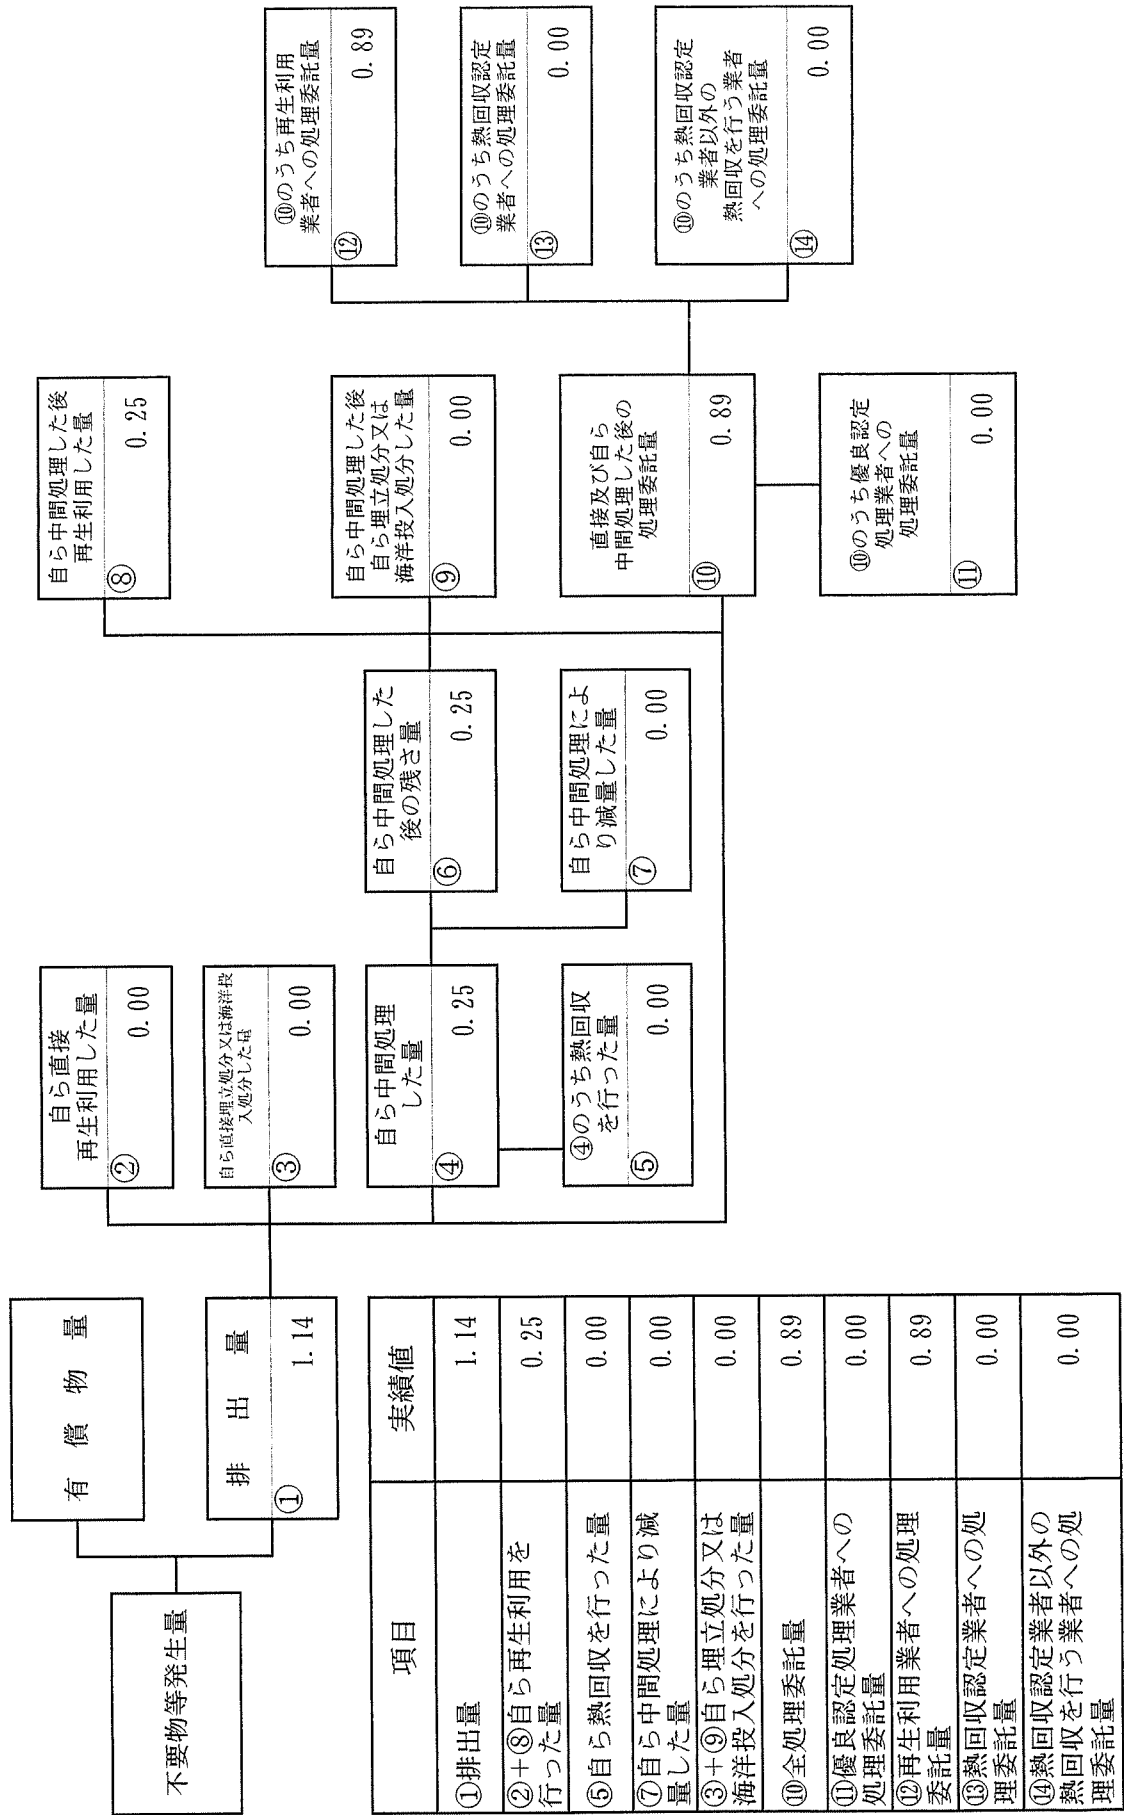 不要物等発生量
有償物量
排出量
① 1.14
自ら直接
再生利用した量
② 0.00
自ら直接埋立処分又は海洋投
入処分した量
③ 0.00
自ら中間処理
した量
④ 0.25
④のうち熱回収
を行った量
⑤ 0.00
自ら中間処理した
後の残さ量
⑥ 0.25
自ら中間処理によ
り減量した量
⑦ 0.00
自ら中間処理した後
再生利用した量
⑧ 0.25
自ら中間処理した後
自ら埋立処分又は
海洋投入処分した量
⑨ 0.00
直接及び自ら
中間処理した後の
処理委託量
⑩ 0.89
⑩のうち優良認定
処理業者への
処理委託量
⑪ 0.00
⑩のうち再生利用
業者への処理委託量
⑫ 0.89
⑩のうち熱回収認定
業者への処理委託量
⑬ 0.00
⑩のうち熱回収認定
業者以外の
熱回収を行う業者
への処理委託量
⑭ 0.00
項目 実績値
①排出量 1.14
②+⑧自ら再生利用を
行った量 0.25
⑤自ら熱回収を行った量 0.00
⑦自ら中間処理により減
量した量 0.00
③+⑨自ら埋立処分又は
海洋投入処分を行った量 0.00
⑩全処理委託量 0.89
⑪優良認定処理業者への
処理委託量 0.00
⑫再生利用業者への処理
委託量 0.89
⑬熱回収認定業者への処
理委託量 0.00
⑭熱回収認定業者以外の
熱回収を行う業者への処
理委託量 0.00